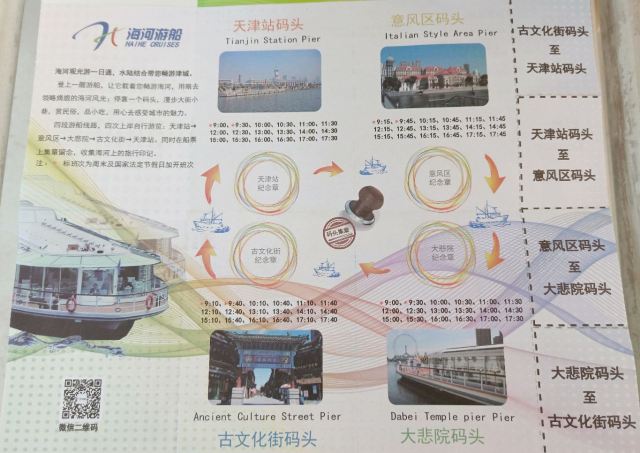 海河游船
HAIHE CRUISES
海河观光游一日通，水陆结合带您畅游津城。
登上一艘游船，让它载着您畅游海河，用眼去
领略旖旎的海河风光；停靠一个码头，漫步大街小
巷，赏民俗，品小吃，用心去感受城市的魅力。
四段游船线路，四次上岸自行游览：天津站→
意风区→大悲院→古文化街→天津站，同时在船票
上集章留念，收集海河上的旅行印记。
注：*标班次为周末及国家法定节假日加开班次
天津站码头
Tianjin Station Pier
*9:00、*9:30、10:00、10:30、11:00、11:30
12:00、12:30、13:30、14:00、14:30
15:00、15:30、16:00、16:30、17:00、17:30
意风区码头
Italian Style Area Pier
*9:15、*9:45、10:15、10:45、11:15、11:45
12:15、12:45、13:15、13:45、14:15、14:45
15:15、15:45、16:15、16:45、17:15、17:45
天津站
纪念章
意风区
纪念章
码头集章
古文化街
纪念章
大悲院
纪念章
*9:10、*9:40、10:10、10:40、11:10、11:40
12:10、12:40、13:10、13:40、14:10、14:40
15:10、15:40、16:10、16:40、17:10、17:40
*9:00、*9:30、10:00、10:30、11:00、11:30
12:00、12:30、13:00、13:30、14:00、14:30
15:00、15:30、16:00、16:30、17:00、17:30
Ancient Culture Street Pier
古文化街码头
Dabei Temple pier Pier
大悲院码头
微信二维码
古文化街码头
至
天津站码头
天津站码头
至
意风区码头
意风区码头
至
大悲院码头
大悲院码头
至
古文化街码头